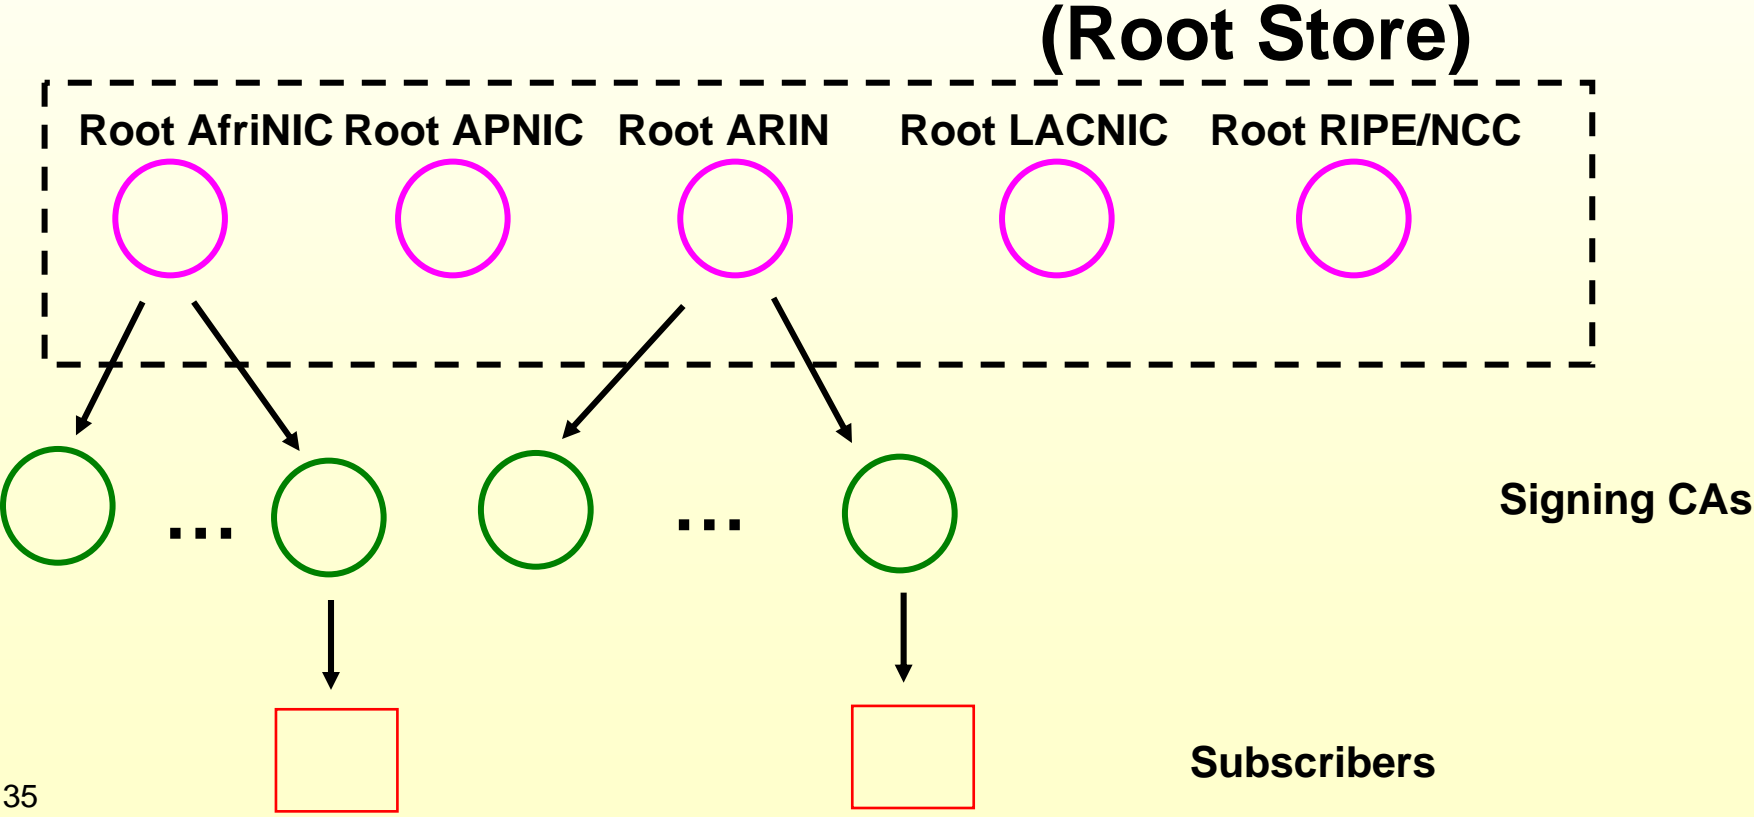 (Root Store)
Root AfriNIC Root APNIC Root ARIN Root LACNIC Root RIPE/NCC
... ...
Signing CAs
Subscribers
35